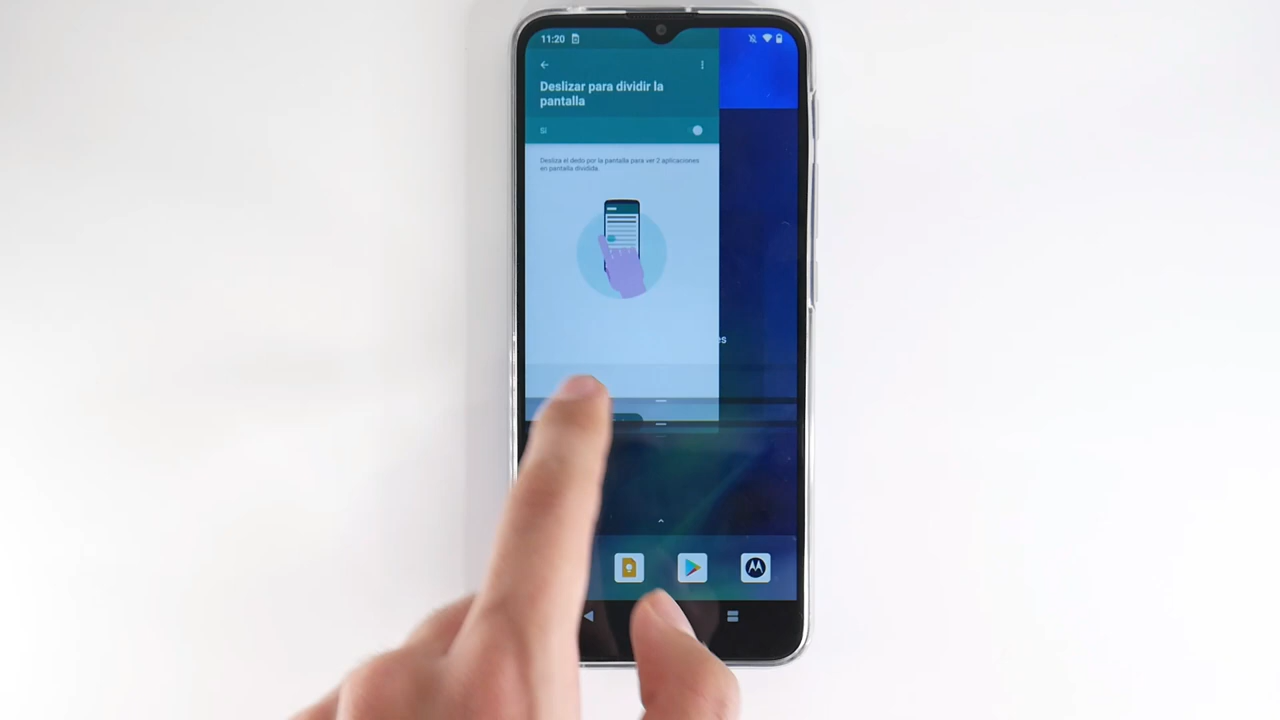 11:20
Deslizar para dividir la
pantalla
Sí
Desliza el dedo por la pantalla para ver 2 aplicaciones
en pantalla dividida.
es